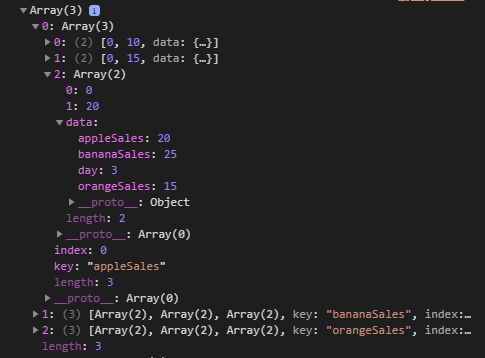 ▼ Array(3) i
▼ 0: Array(3)
▶ 0: (2) [0, 10, data: {…}]
▶ 1: (2) [0, 15, data: {…}]
▼ 2: Array(2)
0: 0
1: 20
▼ data:
appleSales: 20
bananaSales: 25
day: 3
orangeSales: 15
▶ __proto__: Object
length: 2
▶ __proto__: Array(0)
index: 0
key: "appleSales"
length: 3
▶ __proto__: Array(0)
▶ 1: (3) [Array(2), Array(2), Array(2), key: "bananaSales", index:…
▶ 2: (3) [Array(2), Array(2), Array(2), key: "orangeSales", index:…
length: 3